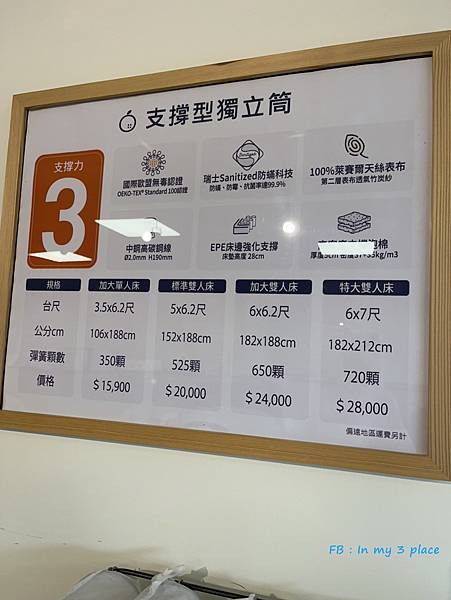 支撐型獨立筒
支撐力
3
國際歐盟無毒認證
OEKO-TEX® Standard 100認證
瑞士Sanitized防蟎科技
防蟎、防霉、抗菌率達99.9%
100%萊賽爾天絲表布
第二層表布透氣竹炭紗
中鋼高碳鋼線
Ø2.0mm H190mm
EPE床邊強化支撐
床墊高度 28cm
規格 加大單人床 標準雙人床 加大雙人床 特大雙人床
台尺 3.5x6.2尺 5x6.2尺 6x6.2尺 6x7尺
公分cm 106x188cm 152x188cm 182x188cm 182x212cm
彈簧顆數 350顆 525顆 650顆 720顆
價格 $15,900 $20,000 $24,000 $28,000
偏遠地區運費另計
FB : In my 3 place